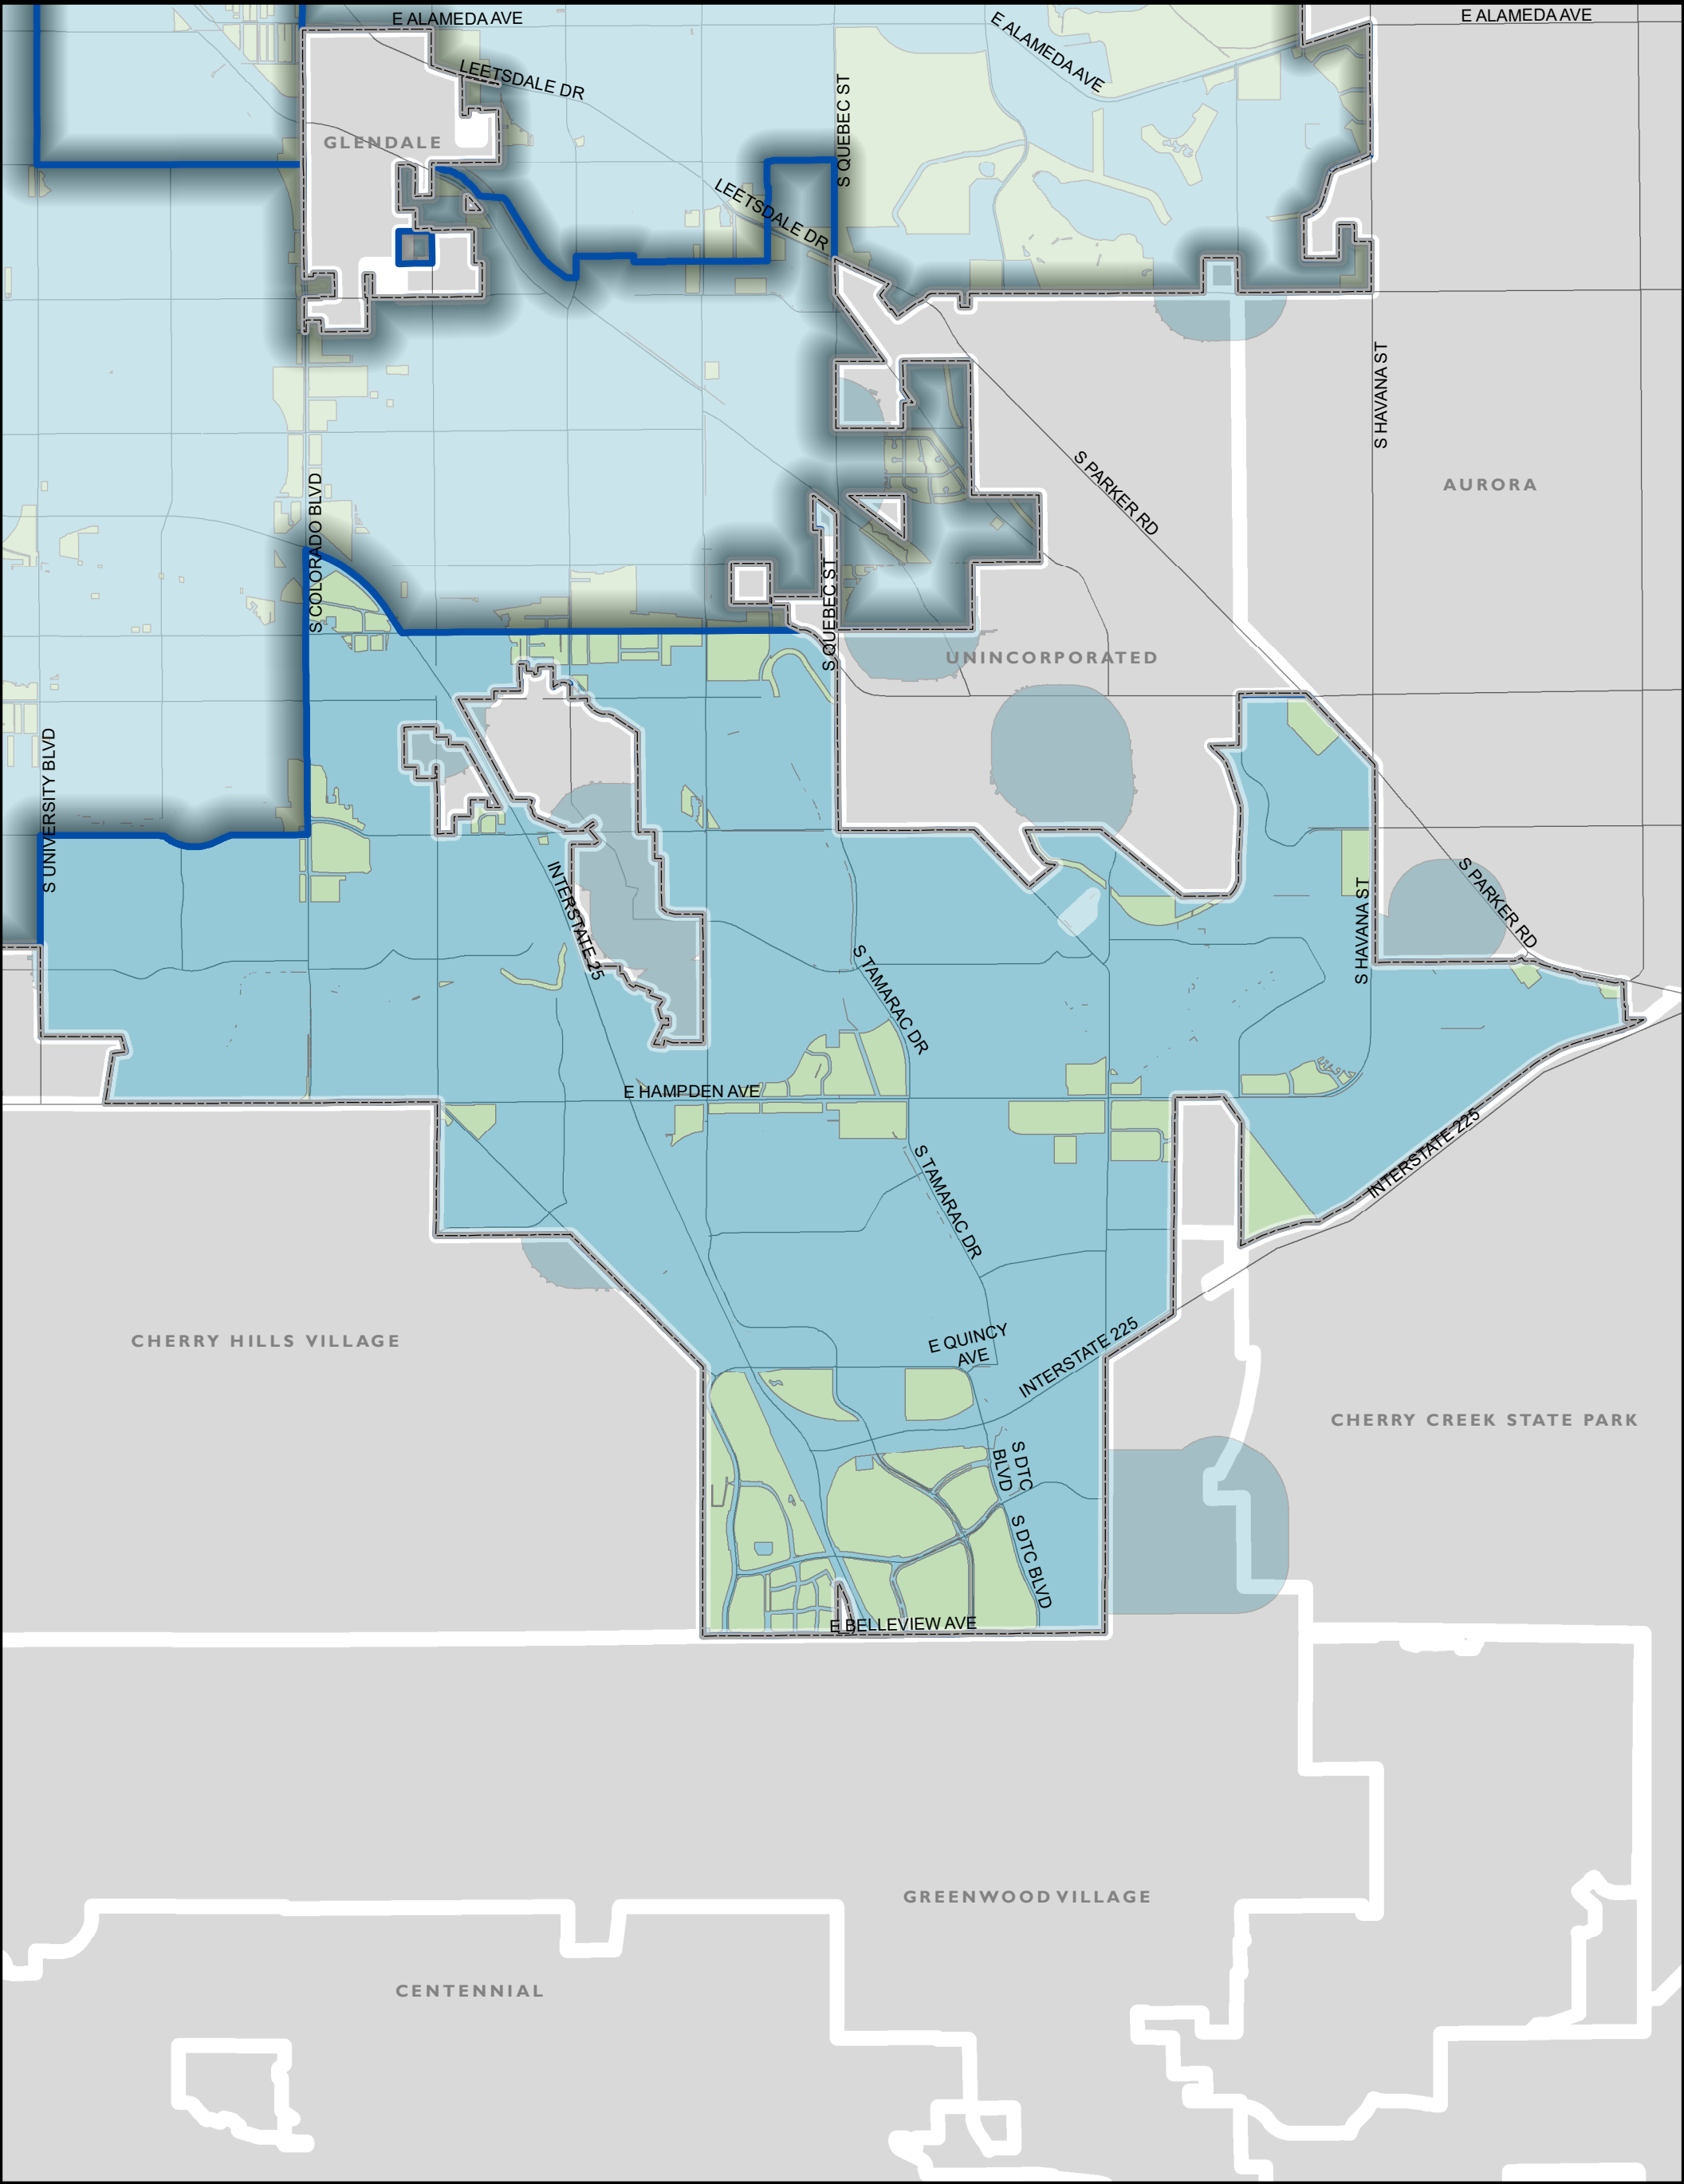 E ALAMEDA AVE
E ALAMEDA AVE
E ALAMEDA AVE
LEETSDALE DR
S QUEBEC ST
GLENDALE
LEETSDALE DR
S HAVANA ST
S PARKER RD
AURORA
S COLORADO BLVD
S QUEBEC ST
UNINCORPORATED
S UNIVERSITY BLVD
INTERSTATE 25
S HAVANA ST
S PARKER RD
S TAMARAC DR
E HAMPDEN AVE
INTERSTATE 225
S TAMARAC DR
E QUINCY
AVE
INTERSTATE 225
CHERRY HILLS VILLAGE
CHERRY CREEK STATE PARK
S DTC
BLVD
S DTC BLVD
E BELLEVIEW AVE
GREENWOOD VILLAGE
CENTENNIAL